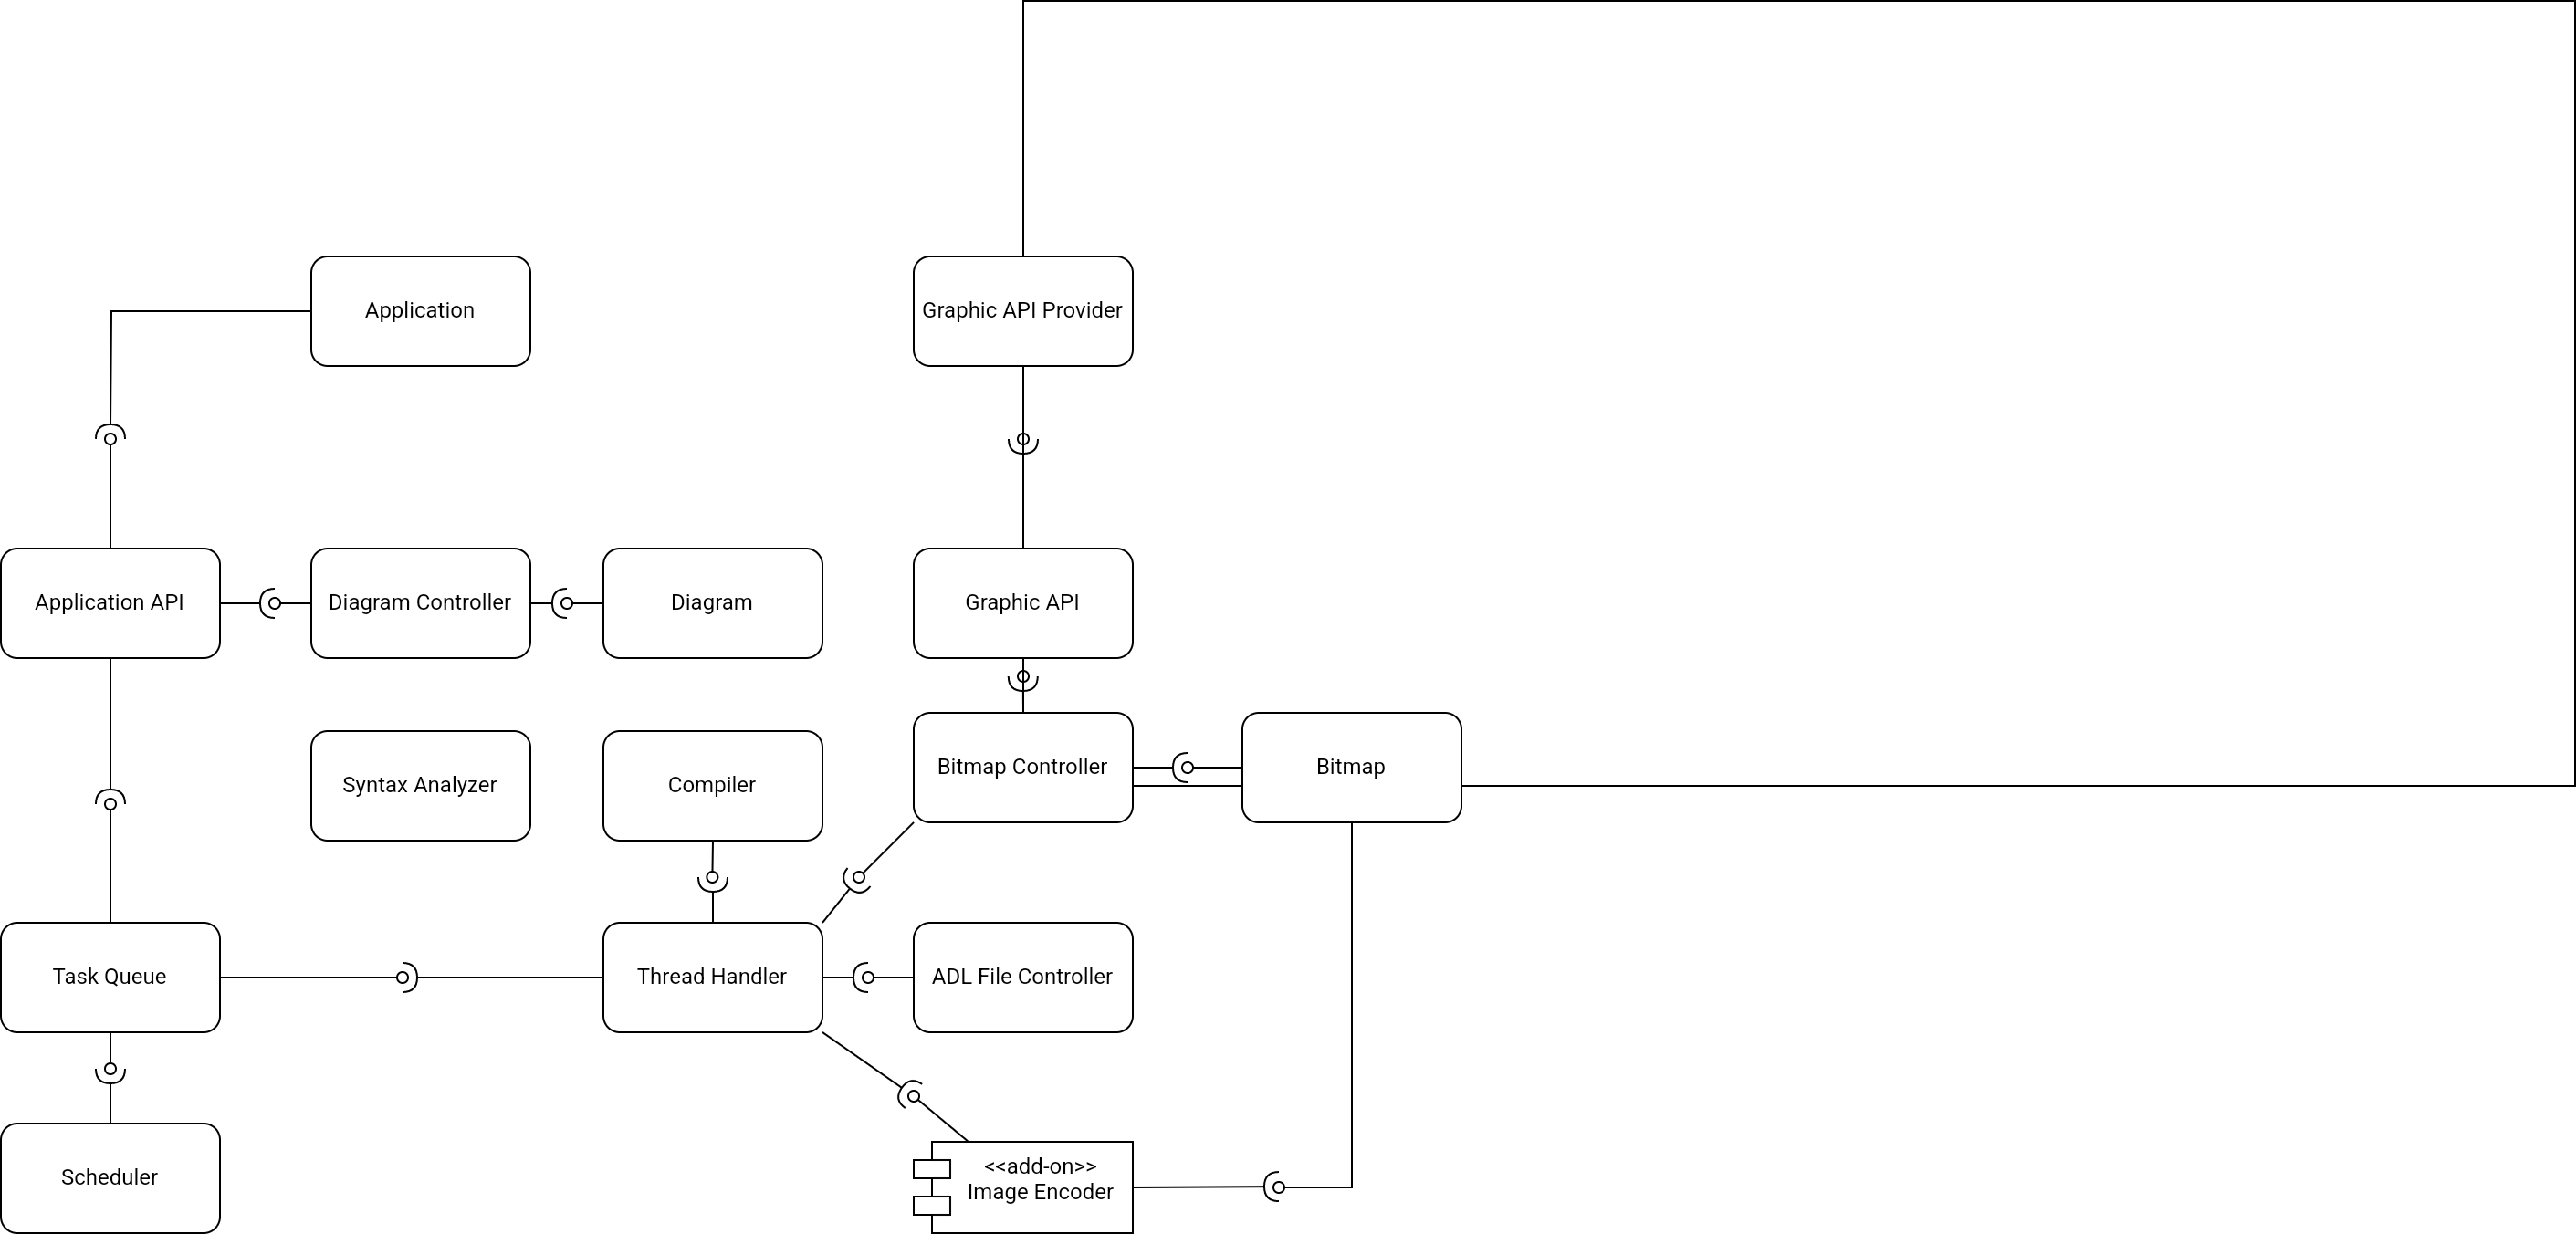 Application
Graphic API Provider
Application API
Diagram Controller
Diagram
Graphic API
Syntax Analyzer
Compiler
Bitmap Controller
Bitmap
Task Queue
Thread Handler
ADL File Controller
Scheduler
<<add-on>>
Image Encoder